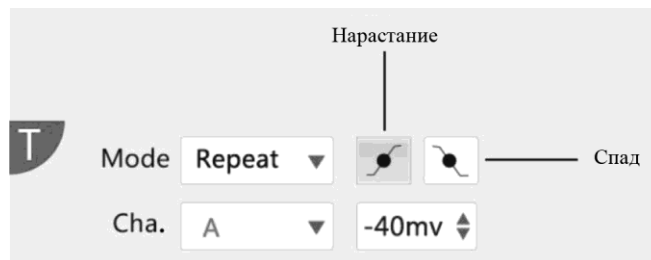 Нарастание
T
Mode Repeat
Спад
Cha. A -40mv